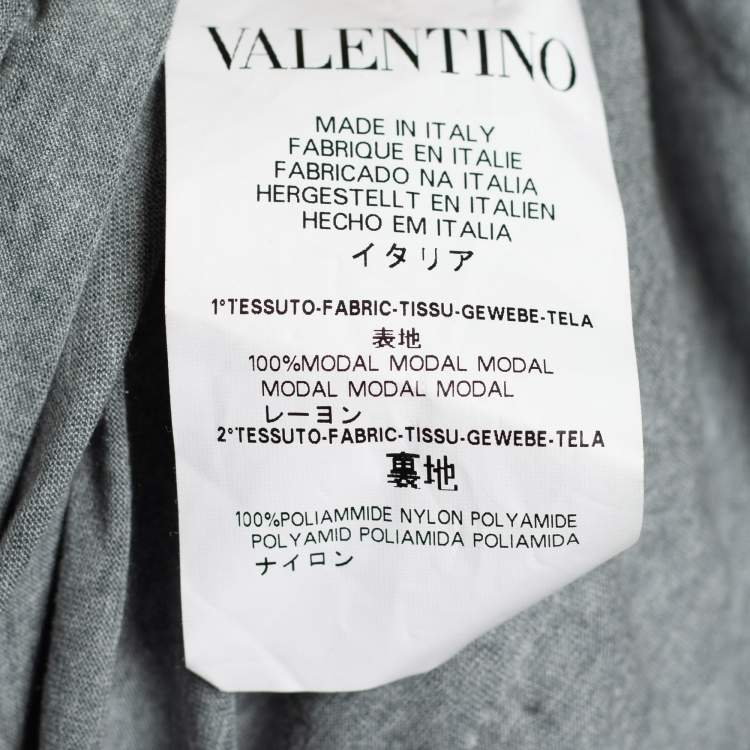 VALENTINO
MADE IN ITALY
FABRIQUE EN ITALIE
FABRICADO NA ITALIA
HERGESTELLT EN ITALIEN
HECHO EM ITALIA
イタリア
1°TESSUTO-FABRIC-TISSU-GEWEBE-TELA
表地
100%MODAL MODAL MODAL
MODAL MODAL MODAL
レーヨン
2°TESSUTO-FABRIC-TISSU-GEWEBE-TELA
裏地
100%POLIAMMIDE NYLON POLYAMIDE
POLYAMID POLIAMIDA POLIAMIDA
ナイロン